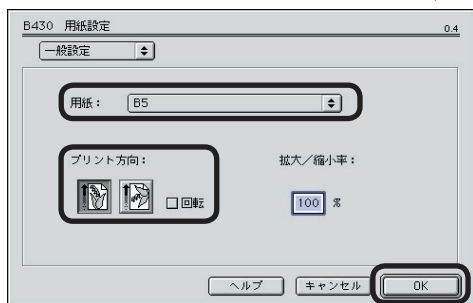 B430 用紙設定 0.4
一般設定
用紙： B5
プリント方向： 拡大／縮小率：
回転 100 %
ヘルプ キャンセル OK